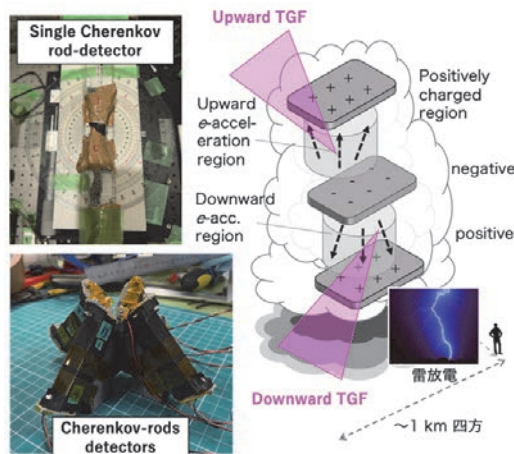 Single Cherenkov
rod-detector
Cherenkov-rods
detectors
Upward TGF
Positively
charged
region
Upward
e-accel-
eration
region
negative
Downward
e-acc.
region
positive
Downward TGF
雷放電
〜1 km 四方